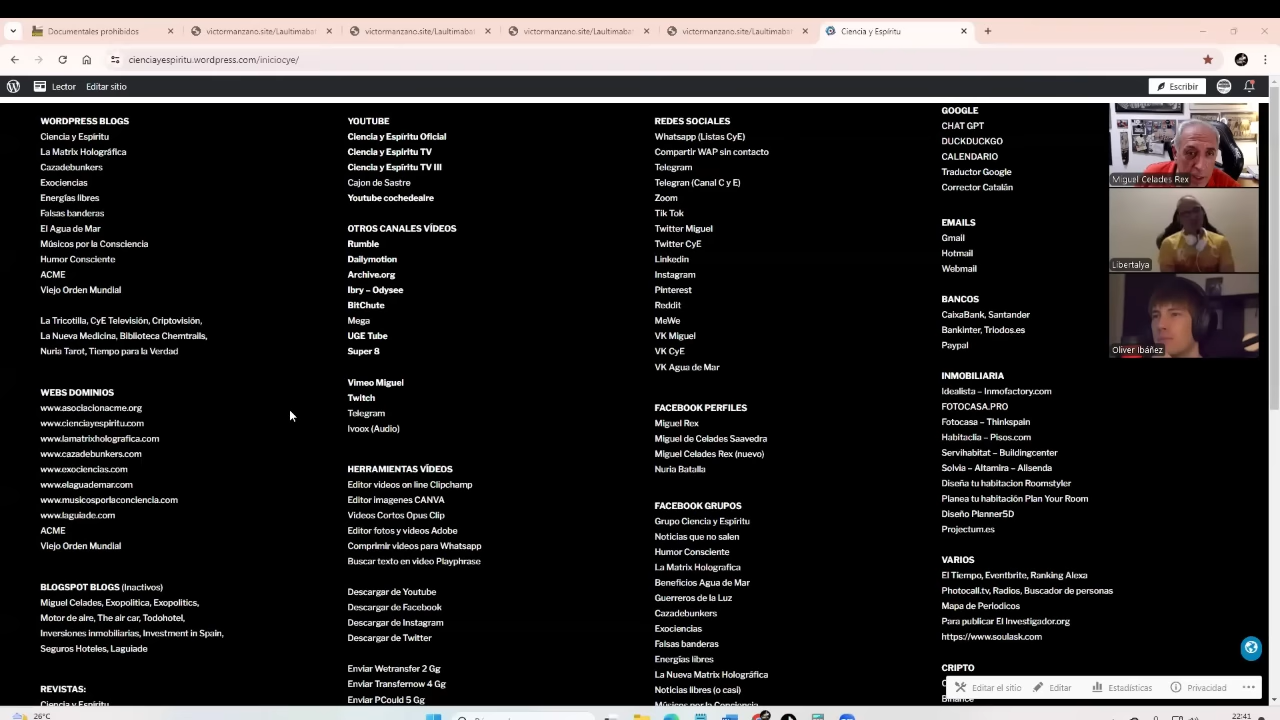 Documentales prohibidos
victormanzano.site/Laultimabat
victormanzano.site/Laultimabat
victormanzano.site/Laultimabat
victormanzano.site/Laultimabat
Ciencia y Espíritu
cienciayespiritu.wordpress.com/iniciocye/
Lector
Editar sitio
Escribir
WORDPRESS BLOGS
Ciencia y Espiritu
La Matrix Holográfica
Cazadebunkers
Exociencias
Energías libres
Falsas banderas
El Agua de Mar
Músicos por la Consciencia
Humor Consciente
ACME
Viejo Orden Mundial
La Tricotilla, CyE Televisión, Criptovisión,
La Nueva Medicina, Biblioteca Chemtrails,
Nuria Tarot, Tiempo para la Verdad
WEBS DOMINIOS
www.asociacionacme.org
www.cienciayespiritu.com
www.lamatrixholografica.com
www.cazadebunkers.com
www.exociencias.com
www.elaguademar.com
www.musicosporlaconciencia.com
www.laguiade.com
ACME
Viejo Orden Mundial
BLOGSPOT BLOGS (Inactivos)
Miguel Celades, Exopolitica, Exopolitics,
Motor de aire, The air car, Todohotel,
Inversiones inmobiliarias, Investment in Spain,
Seguros Hoteles, Laguiade
REVISTAS:
Ciencia y Espíritu
YOUTUBE
Ciencia y Espíritu Oficial
Ciencia y Espíritu TV
Ciencia y Espíritu TV III
Cajon de Sastre
Youtube cochedeaire
OTROS CANALES VÍDEOS
Rumble
Dailymotion
Archive.org
lbry – Odysee
BitChute
Mega
UGE Tube
Super 8
Vimeo Miguel
Twitch
Telegram
Ivoox (Audio)
HERRAMIENTAS VÍDEOS
Editor videos on line Clipchamp
Editor imagenes CANVA
Videos Cortos Opus Clip
Editor fotos y videos Adobe
Comprimir videos para Whatsapp
Buscar texto en video Playphrase
Descargar de Youtube
Descargar de Facebook
Descargar de Instagram
Descargar de Twitter
Enviar Wetransfer 2 Gg
Enviar Transfernow 4 Gg
Enviar PCould 5 Gg
REDES SOCIALES
Whatsapp (Listas CyE)
Compartir WAP sin contacto
Telegram
Telegran (Canal C y E)
Zoom
Tik Tok
Twitter Miguel
Twitter CyE
Linkedin
Instagram
Pinterest
Reddit
MeWe
VK Miguel
VK CyE
VK Agua de Mar
FACEBOOK PERFILES
Miguel Rex
Miguel de Celades Saavedra
Miguel Celades Rex (nuevo)
Nuria Batalla
FACEBOOK GRUPOS
Grupo Ciencia y Espíritu
Noticias que no salen
Humor Consciente
La Matrix Holografica
Beneficios Agua de Mar
Guerreros de la Luz
Cazadebunkers
Exociencias
Falsas banderas
Energías libres
La Nueva Matrix Holográfica
Noticias libres (o casi)
Músicos por la Consciencia
GOOGLE
CHAT GPT
DUCKDUCKGO
CALENDARIO
Traductor Google
Corrector Catalán
EMAILS
Gmail
Hotmail
Webmail
BANCOS
CaixaBank, Santander
Bankinter, Triodos.es
Paypal
INMOBILIARIA
Idealista – Inmofactory.com
FOTOCASA.PRO
Fotocasa – Thinkspain
Habitaclia – Pisos.com
Servihabitat – Buildingcenter
Solvia – Altamira – Aliseda
Diseña tu habitacion Roomstyler
Planea tu habitación Plan Your Room
Diseño Planner5D
Projectum.es
VARIOS
El Tiempo, Eventbrite, Ranking Alexa
Photocall.tv, Radios, Buscador de personas
Mapa de Periodicos
Para publicar El Investigador.org
https://www.soulask.com
CRIPTO
Binance
Miguel Celades Rex
Libertalya
Oliver Ibáñez
Editar el sitio
Editar
Estadísticas
Privacidad
26°C
22:41